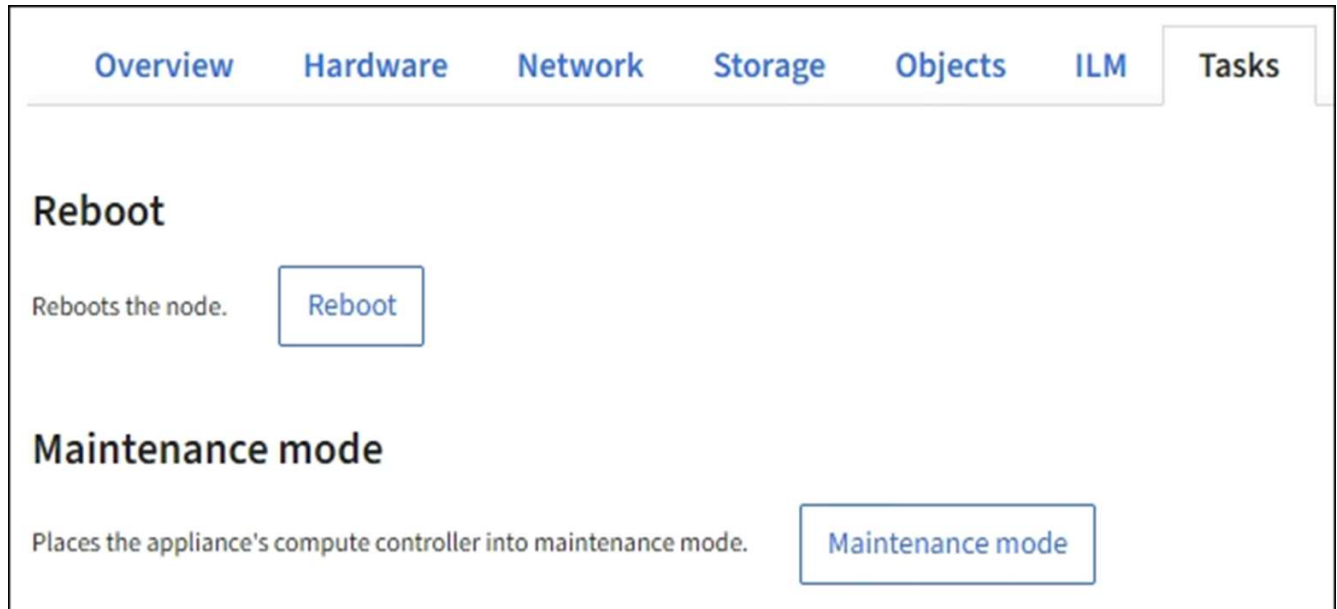 Overview Hardware Network Storage Objects ILM Tasks
Reboot
Reboots the node. Reboot
Maintenance mode
Places the appliance's compute controller into maintenance mode. Maintenance mode